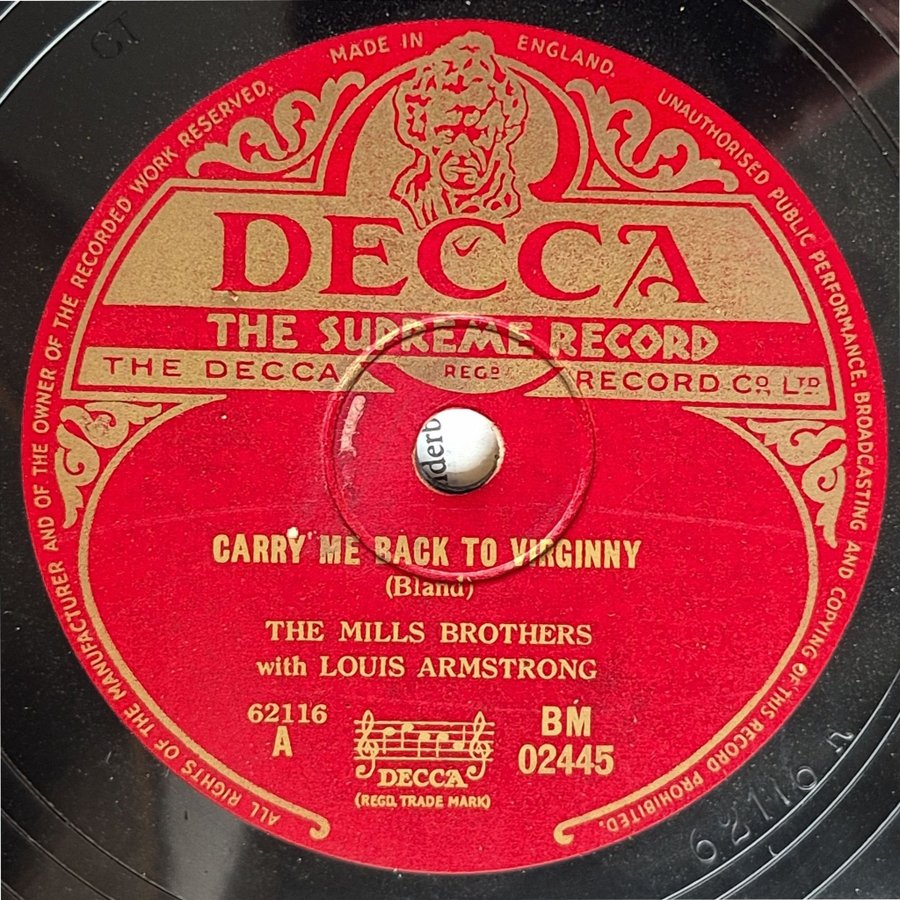 MADE IN ENGLAND.
ALL RIGHTS OF THE MANUFACTURER AND OF THE OWNER OF THE RECORDED WORK RESERVED.
UNAUTHORISED PUBLIC PERFORMANCE, BROADCASTING AND COPYING OF THIS RECORD PROHIBITED.
DECCA
THE SUPREME RECORD
THE DECCA REGD RECORD CO. LTD
nderb
CARRY ME BACK TO VIRGINNY
(Bland)
THE MILLS BROTHERS
with LOUIS ARMSTRONG
62116
A
BM
02445
DECCA
(REGD. TRADE MARK)
62116